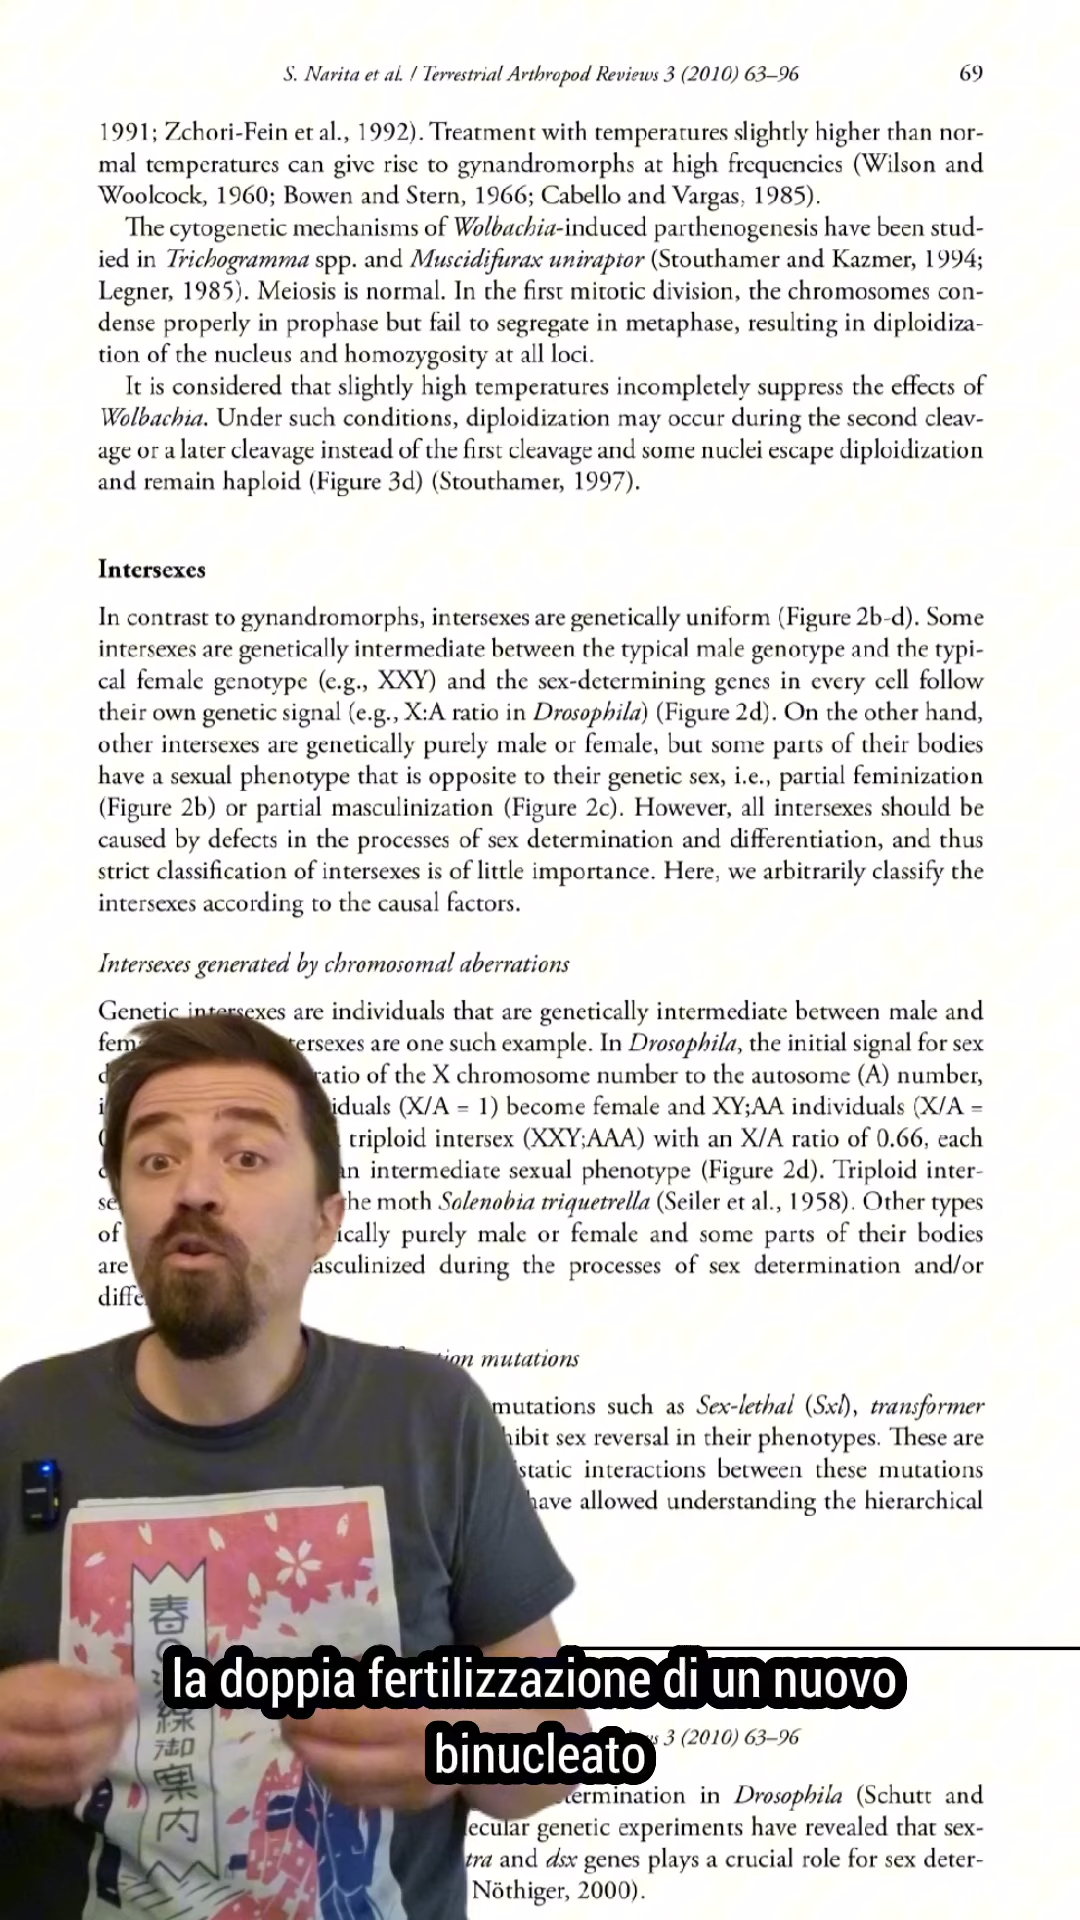 S. Narita et al. / Terrestrial Arthropod Reviews 3 (2010) 63–96 69
1991; Zchori-Fein et al., 1992). Treatment with temperatures slightly higher than nor-
mal temperatures can give rise to gynandromorphs at high frequencies (Wilson and
Woolcock, 1960; Bowen and Stern, 1966; Cabello and Vargas, 1985).
The cytogenetic mechanisms of Wolbachia-induced parthenogenesis have been stud-
ied in Trichogramma spp. and Muscidifurax uniraptor (Stouthamer and Kazmer, 1994;
Legner, 1985). Meiosis is normal. In the first mitotic division, the chromosomes con-
dense properly in prophase but fail to segregate in metaphase, resulting in diploidiza-
tion of the nucleus and homozygosity at all loci.
It is considered that slightly high temperatures incompletely suppress the effects of
Wolbachia. Under such conditions, diploidization may occur during the second cleav-
age or a later cleavage instead of the first cleavage and some nuclei escape diploidization
and remain haploid (Figure 3d) (Stouthamer, 1997).
Intersexes
In contrast to gynandromorphs, intersexes are genetically uniform (Figure 2b-d). Some
intersexes are genetically intermediate between the typical male genotype and the typi-
cal female genotype (e.g., XXY) and the sex-determining genes in every cell follow
their own genetic signal (e.g., X:A ratio in Drosophila) (Figure 2d). On the other hand,
other intersexes are genetically purely male or female, but some parts of their bodies
have a sexual phenotype that is opposite to their genetic sex, i.e., partial feminization
(Figure 2b) or partial masculinization (Figure 2c). However, all intersexes should be
caused by defects in the processes of sex determination and differentiation, and thus
strict classification of intersexes is of little importance. Here, we arbitrarily classify the
intersexes according to the causal factors.
Intersexes generated by chromosomal aberrations
Genetic intersexes are individuals that are genetically intermediate between male and
fem ersexes are one such example. In Drosophila, the initial signal for sex
ratio of the X chromosome number to the autosome (A) number,
iduals (X/A = 1) become female and XY;AA individuals (X/A =
triploid intersex (XXY;AAA) with an X/A ratio of 0.66, each
an intermediate sexual phenotype (Figure 2d). Triploid inter-
se he moth Solenobia triquetrella (Seiler et al., 1958). Other types
of ically purely male or female and some parts of their bodies
are asculinized during the processes of sex determination and/or
diffe
ion mutations
mutations such as Sex-lethal (Sxl), transformer
hibit sex reversal in their phenotypes. These are
static interactions between these mutations
have allowed understanding the hierarchical
春の
線御案内
la doppia fertilizzazione di un nuovo
binucleato
s 3 (2010) 63–96
termination in Drosophila (Schutt and
ecular genetic experiments have revealed that sex-
tra and dsx genes plays a crucial role for sex deter-
Nöthiger, 2000).